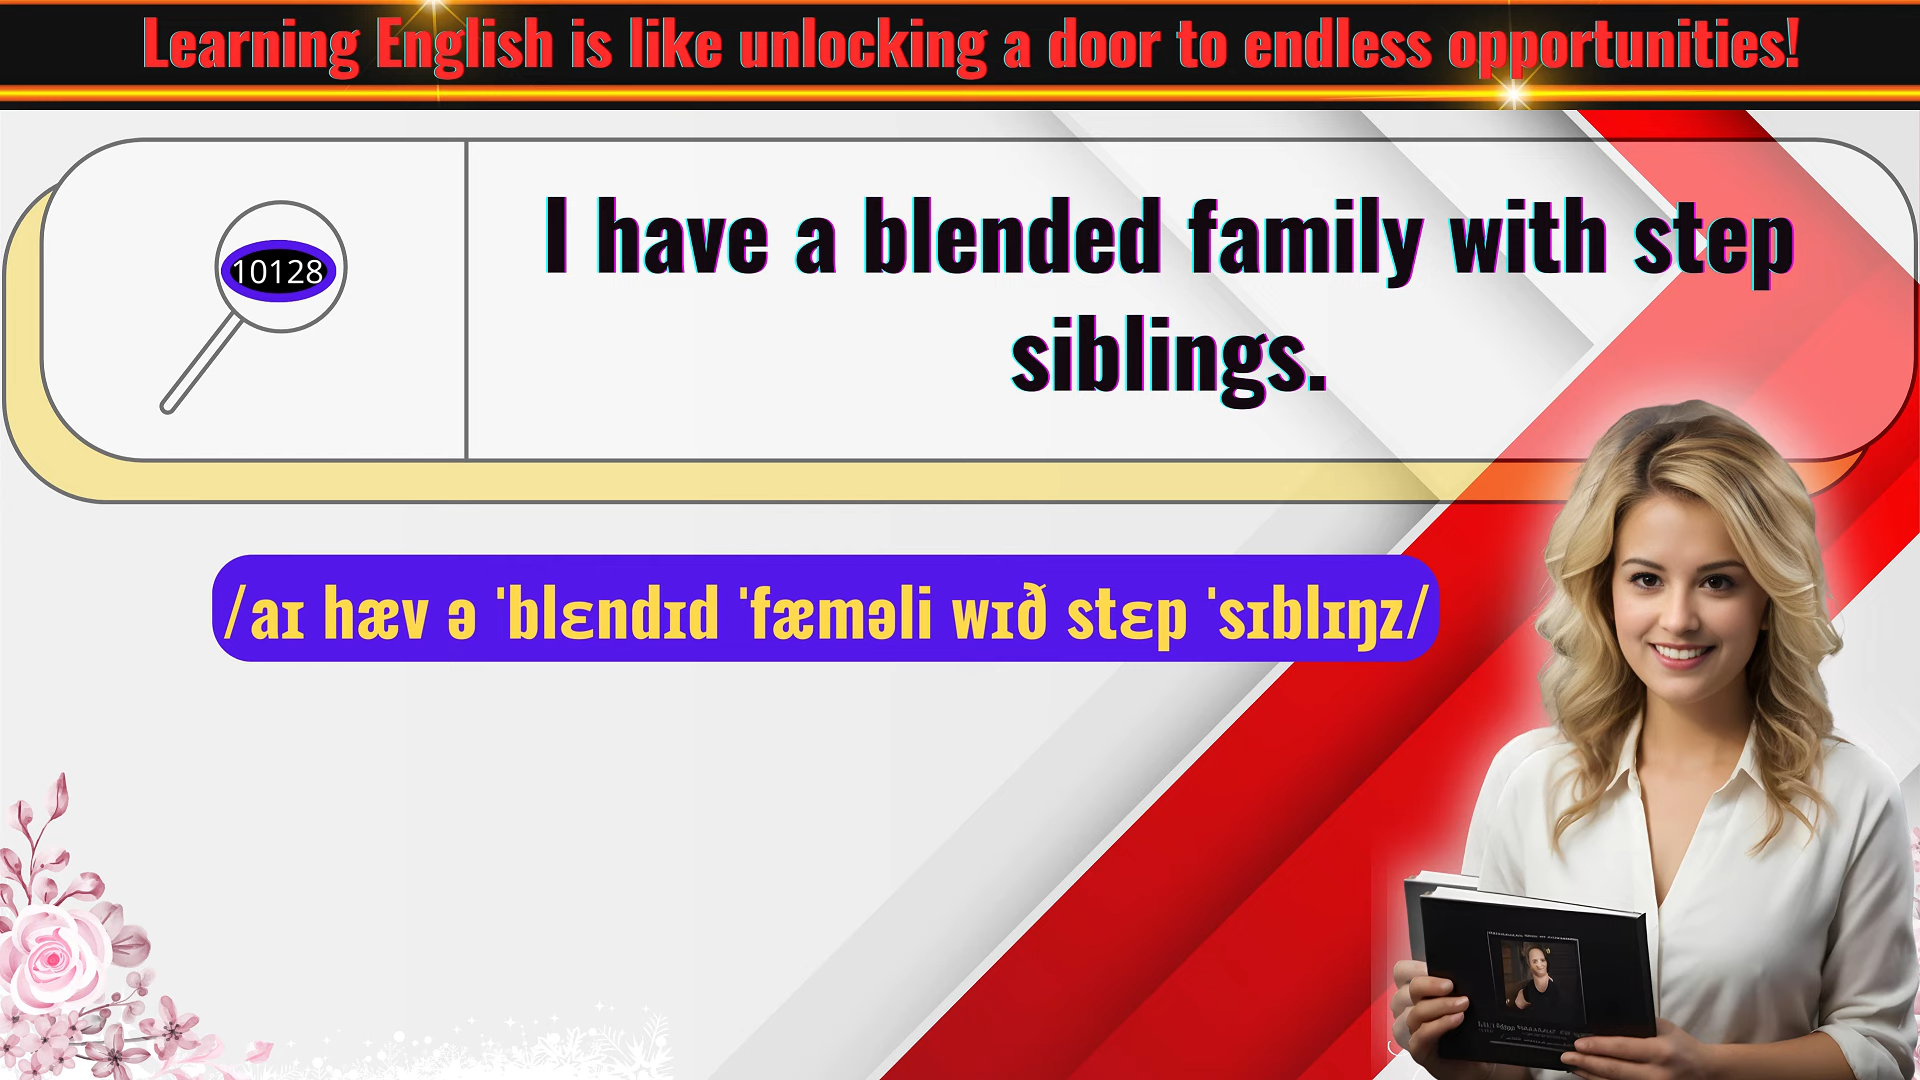 Learning English is like unlocking a door to endless opportunities!
10128
I have a blended family with step
siblings.
/aɪ hæv ə ˈblɛndɪd ˈfæməli wɪð stɛp ˈsɪblɪŋz/